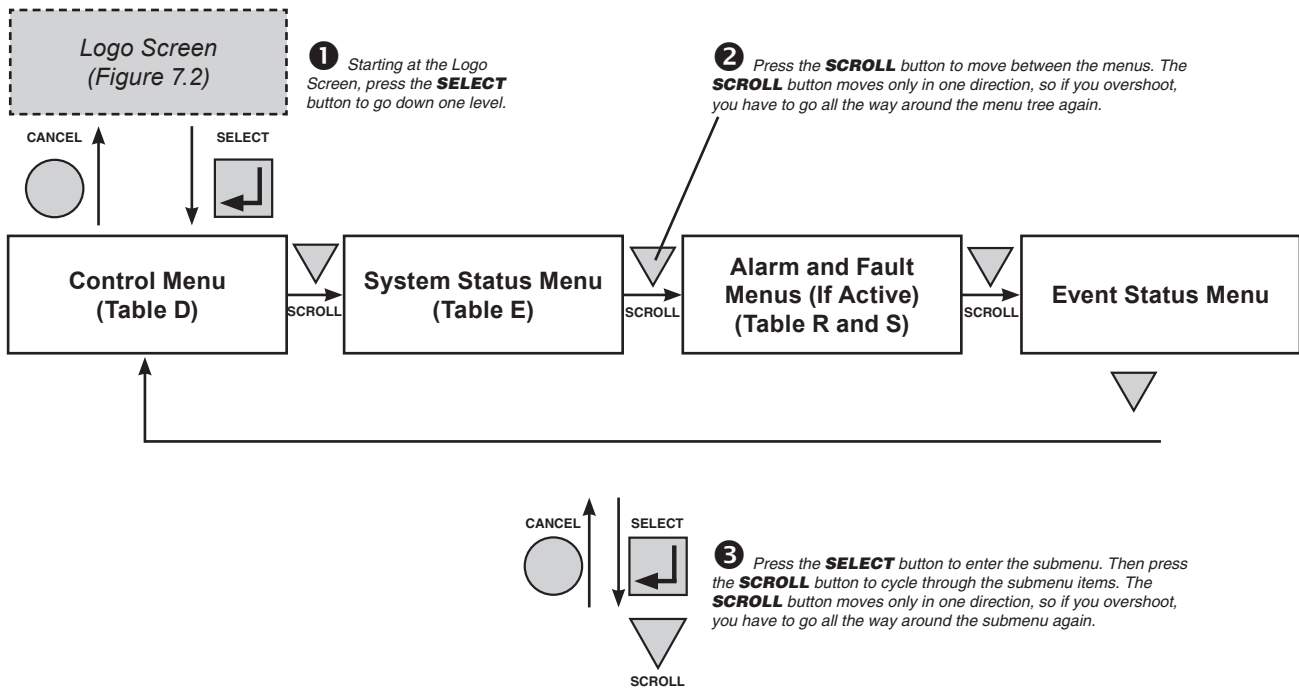 Logo Screen
(Figure 7.2)
❶ Starting at the Logo
Screen, press the SELECT
button to go down one level.
❷ Press the SCROLL button to move between the menus. The
SCROLL button moves only in one direction, so if you overshoot,
you have to go all the way around the menu tree again.
CANCEL
SELECT
Control Menu
(Table D)
SCROLL
System Status Menu
(Table E)
SCROLL
Alarm and Fault
Menus (If Active)
(Table R and S)
SCROLL
Event Status Menu
CANCEL
SELECT
SCROLL
❸ Press the SELECT button to enter the submenu. Then press
the SCROLL button to cycle through the submenu items. The
SCROLL button moves only in one direction, so if you overshoot,
you have to go all the way around the submenu again.